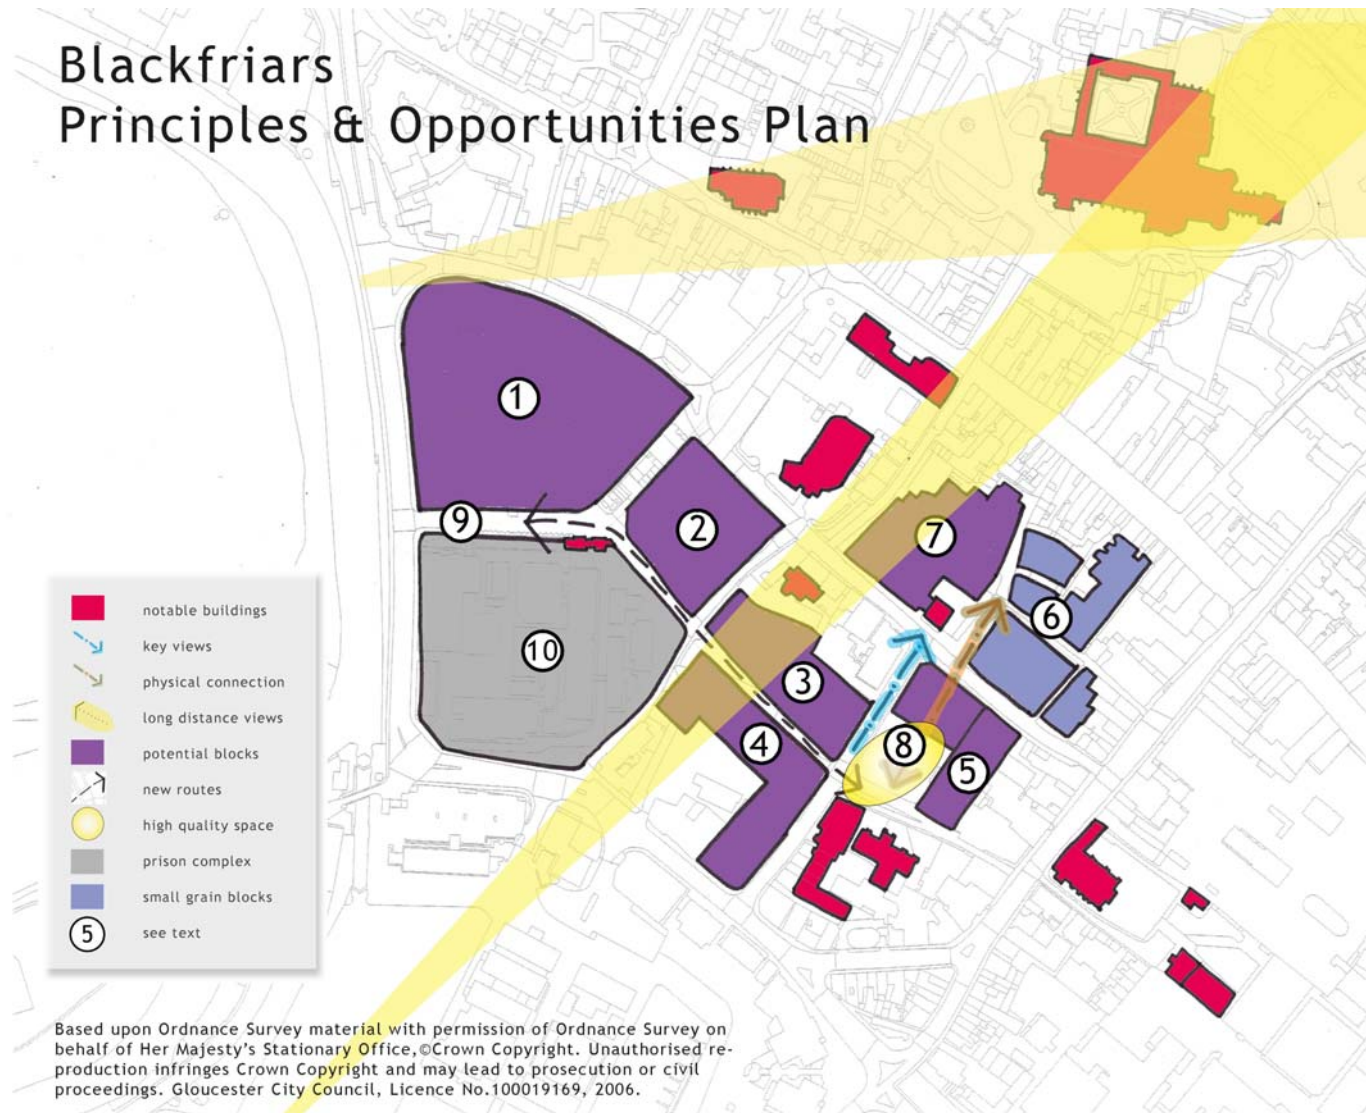 Blackfriars
Principles & Opportunities Plan
1
2
7
9
6
10
3
4
8
5
notable buildings
key views
physical connection
long distance views
potential blocks
new routes
high quality space
prison complex
small grain blocks
5 see text
Based upon Ordnance Survey material with permission of Ordnance Survey on
behalf of Her Majesty's Stationary Office,©Crown Copyright. Unauthorised re-
production infringes Crown Copyright and may lead to prosecution or civil
proceedings. Gloucester City Council, Licence No.100019169, 2006.